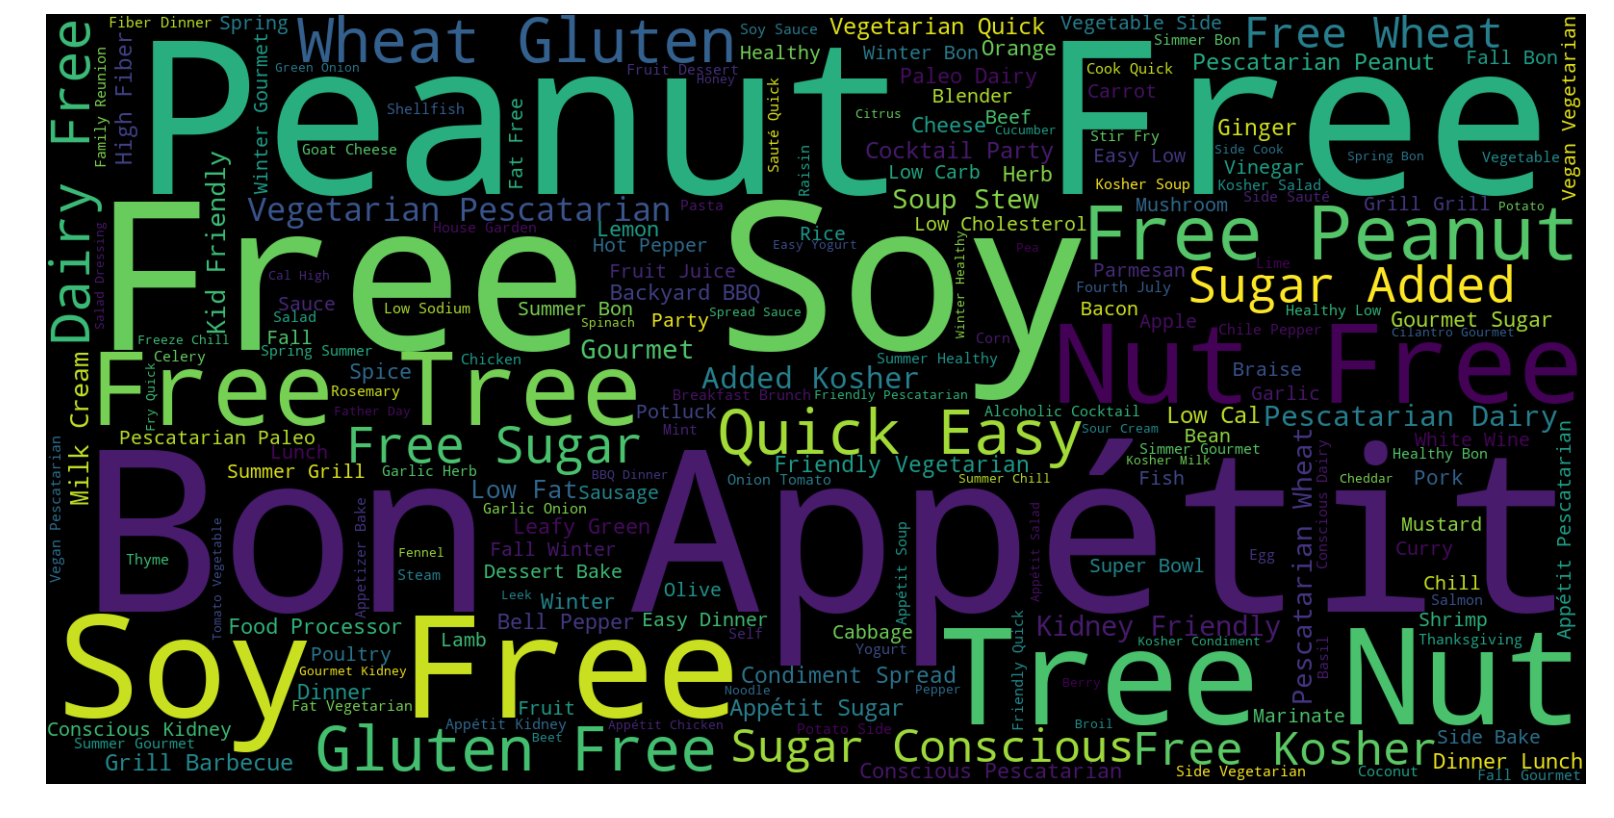 Fiber Dinner
Spring
Wheat Gluten
Soy Sauce
Vegetarian Quick
Vegetable Side
Free Wheat
Healthy
Winter Bon
Orange
Simmer Bon
Pescatarian Peanut
Fall Bon
Dairy Free
Family Reunion
High Fiber
Green Onion
Winter Gourmet
Peanut Free
Fruit Dessert
Honey
Paleo Dairy
Cook Quick
Carrot
Blender
Shellfish
Fat Free
Sauté Quick
Citrus
Cheese
Beef
Cucumber
Stir Fry
Ginger
Vegan Vegetarian
Goat Cheese
Raisin
Cocktail Party
Easy Low
Side Cook
Spring Bon
Vegetable
Low Carb
Herb
Vinegar
Kosher Soup
Kosher Salad
Kid Friendly
Vegetarian Pescatarian
Pasta
Soup Stew
Mushroom
Side Sauté
Grill Grill
Potato
House Garden
Lemon
Rice
Low Cholesterol
Free Soy
Hot Pepper
Easy Yogurt
Pea
Free Peanut
Salad Dressing
Cal High
Fruit Juice
Winter Healthy
Parmesan
Lime
Sauce
Low Sodium
Backyard BBQ
Fourth July
Sugar Added
Salad
Summer Bon
Spinach
Party
Spread Sauce
Bacon
Healthy Low
Freeze Chill
Fall
Gourmet
Corn
Apple
Chile Pepper
Gourmet Sugar
Cilantro Gourmet
Celery
Spring Summer
Chicken
Summer Healthy
Nut Free
Milk Cream
Free Tree
Fry Quick
Spice
Rosemary
Added Kosher
Braise
Breakfast Brunch
Friendly Pescatarian
Garlic
Father Day
Potluck
Mint
Quick Easy
Alcoholic Cocktail
Low Cal
Pescatarian Dairy
Sour Cream
Pescatarian Paleo
Free Sugar
Lunch
Bean
White Wine
Simmer Gourmet
Healthy Bon
Vegan Pescatarian
Summer Grill
Garlic Herb
BBQ Dinner
Friendly Vegetarian
Onion Tomato
Summer Chill
Kosher Milk
Fish
Pescatarian Wheat
Conscious Dairy
Cheddar
Pork
Low Fat
Sausage
Garlic Onion
Bon Appétit
Leafy Green
Mustard
Appétit Pescatarian
Tomato Vegetable
Thyme
Appetizer Bake
Fennel
Fall Winter
Appétit Soup
Appétit Salad
Egg
Curry
Steam
Dessert Bake
Super Bowl
Chill
Olive
Leek
Winter
Salmon
Soy Free
Food Processor
Bell Pepper
Easy Dinner
Kidney Friendly
Shrimp
Lamb
Self
Cabbage
Kosher Condiment
Thanksgiving
Basil
Poultry
Yogurt
Tree Nut
Gourmet Kidney
Condiment Spread
Friendly Quick
Dinner
Noodle
Pepper
Berry
Fat Vegetarian
Fruit
Appétit Sugar
Marinate
Conscious Kidney
Appétit Kidney
Appétit Chicken
Potato Side
Broil
Summer Gourmet
Beet
Gluten Free
Sugar Conscious
Free Kosher
Side Bake
Grill Barbecue
Conscious Pescatarian
Side Vegetarian
Coconut
Dinner Lunch
Fall Gourmet